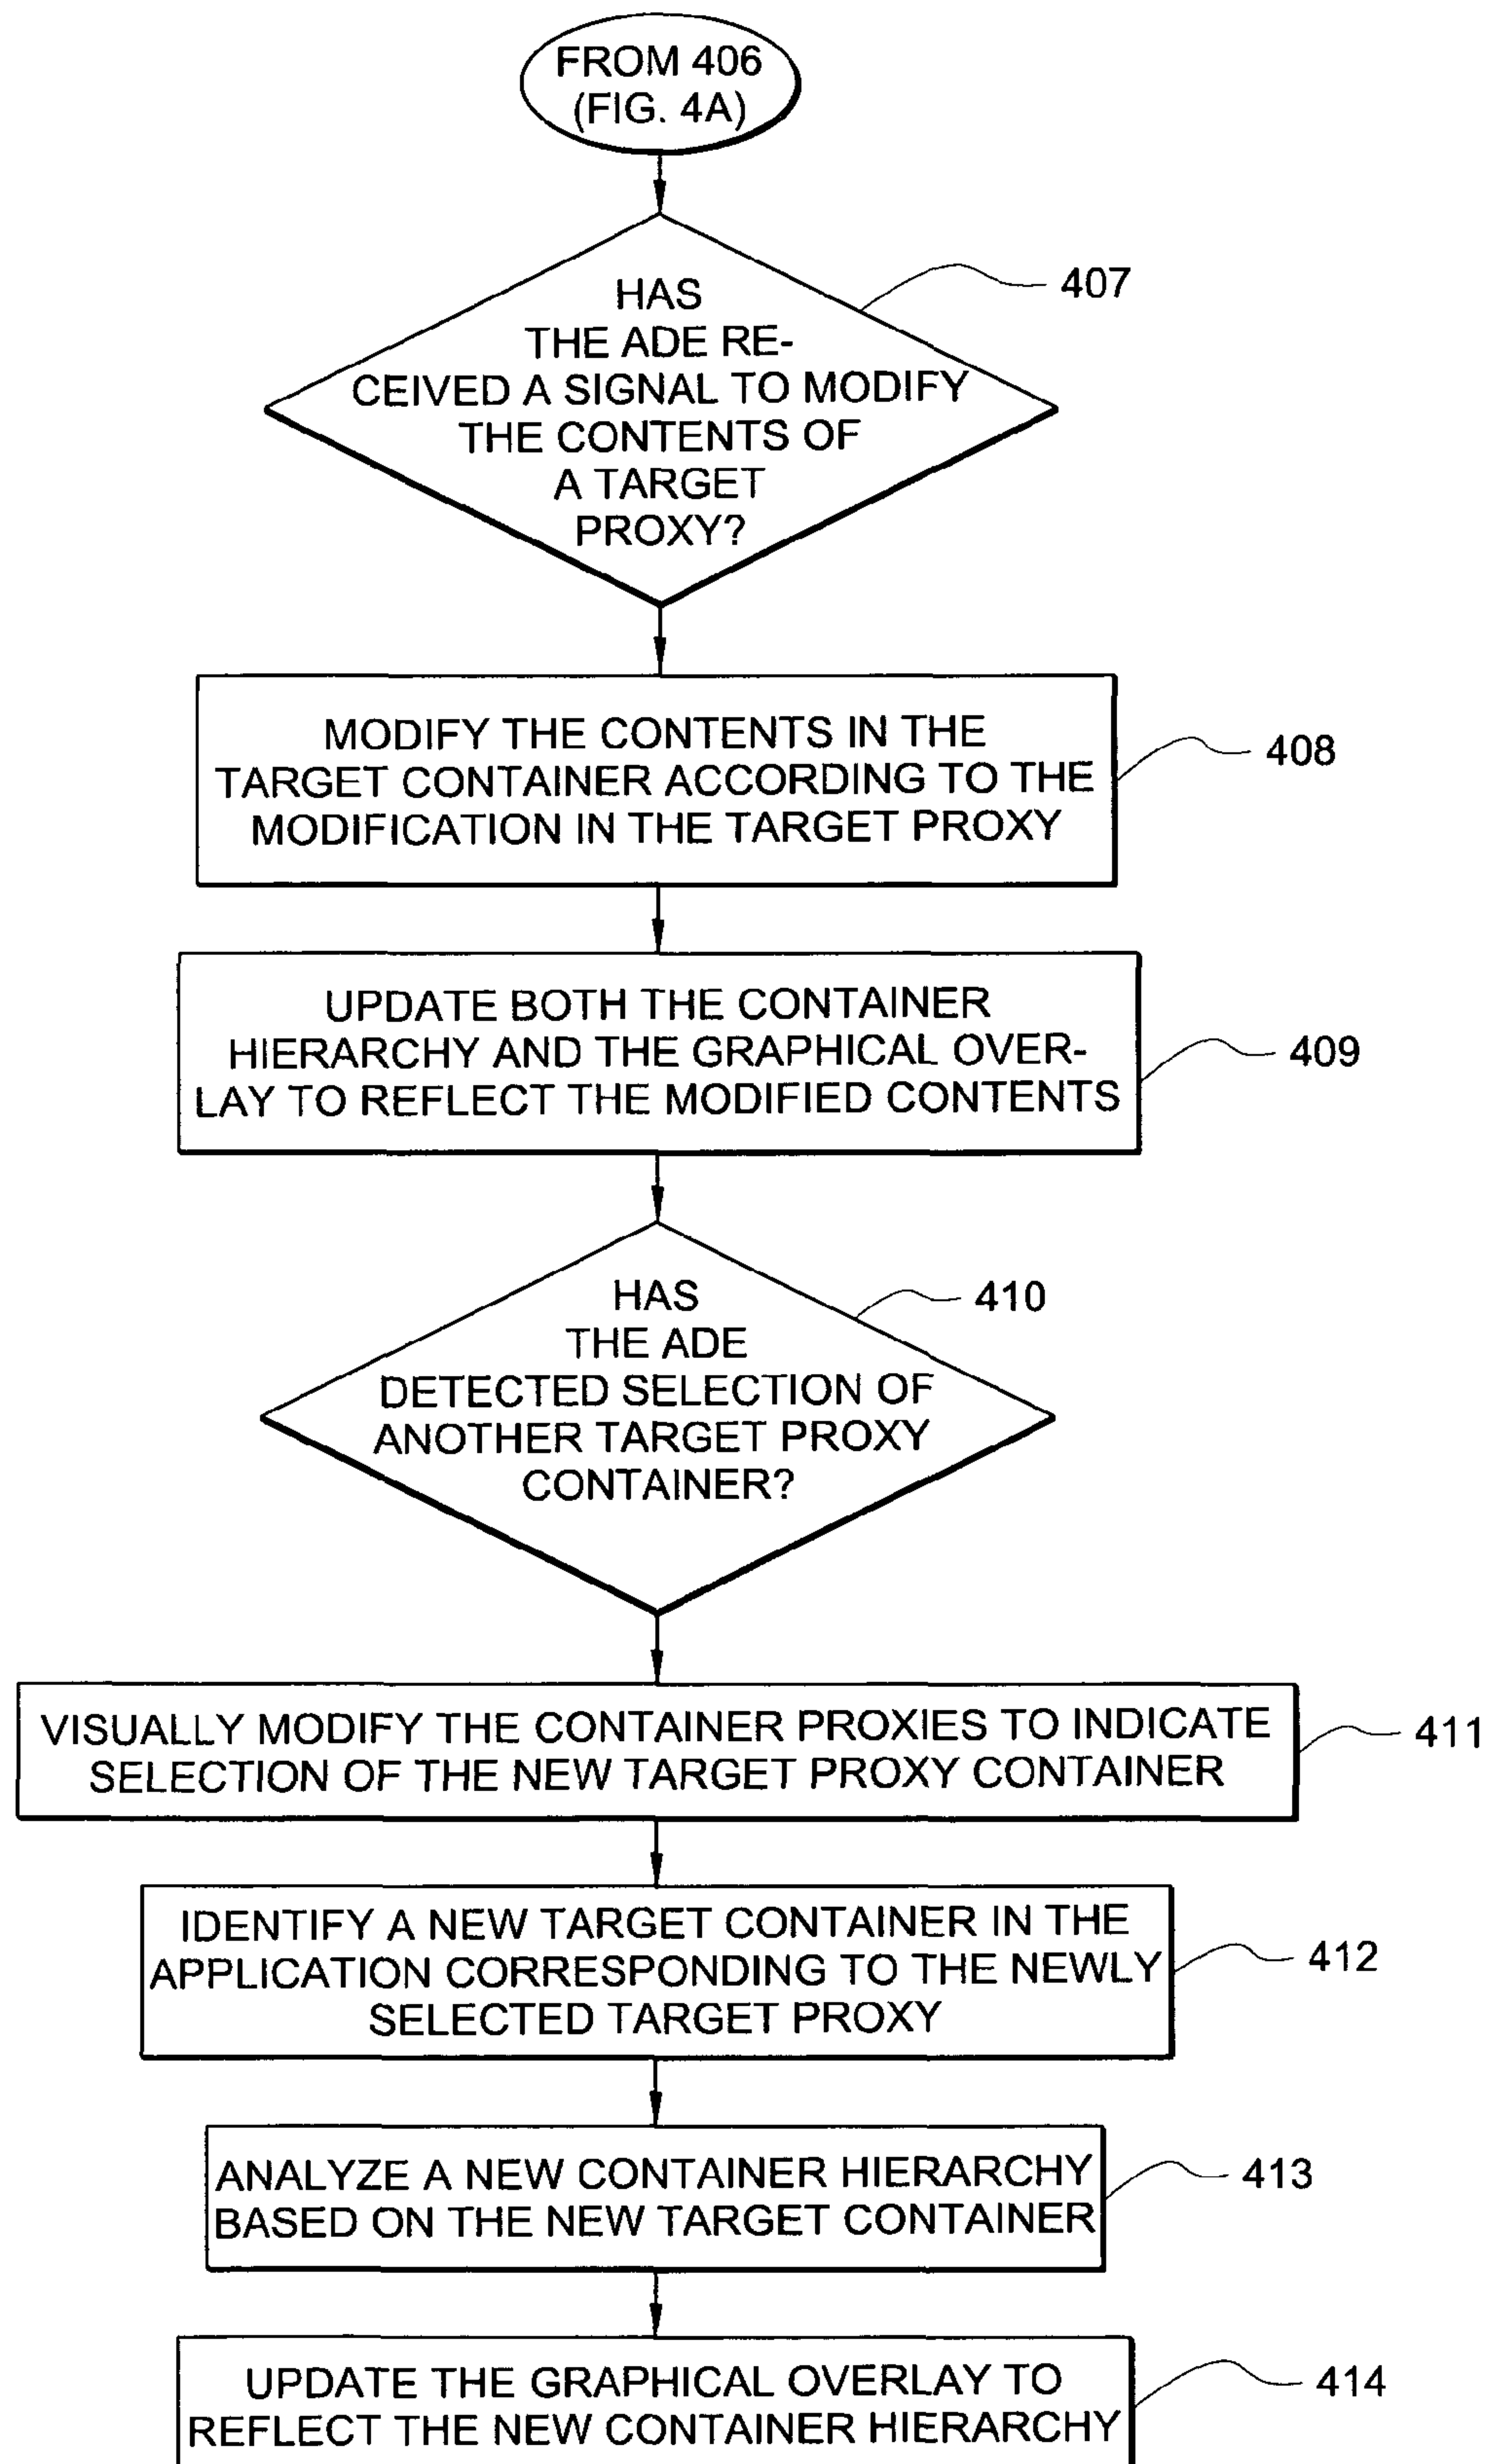 FROM 406
(FIG. 4A)
HAS
THE ADE RE-
CEIVED A SIGNAL TO MODIFY
THE CONTENTS OF
A TARGET
PROXY?
407
MODIFY THE CONTENTS IN THE
TARGET CONTAINER ACCORDING TO THE
MODIFICATION IN THE TARGET PROXY
408
UPDATE BOTH THE CONTAINER
HIERARCHY AND THE GRAPHICAL OVER-
LAY TO REFLECT THE MODIFIED CONTENTS
409
HAS
THE ADE
DETECTED SELECTION OF
ANOTHER TARGET PROXY
CONTAINER?
410
VISUALLY MODIFY THE CONTAINER PROXIES TO INDICATE
SELECTION OF THE NEW TARGET PROXY CONTAINER
411
IDENTIFY A NEW TARGET CONTAINER IN THE
APPLICATION CORRESPONDING TO THE NEWLY
SELECTED TARGET PROXY
412
ANALYZE A NEW CONTAINER HIERARCHY
BASED ON THE NEW TARGET CONTAINER
413
UPDATE THE GRAPHICAL OVERLAY TO
REFLECT THE NEW CONTAINER HIERARCHY
414